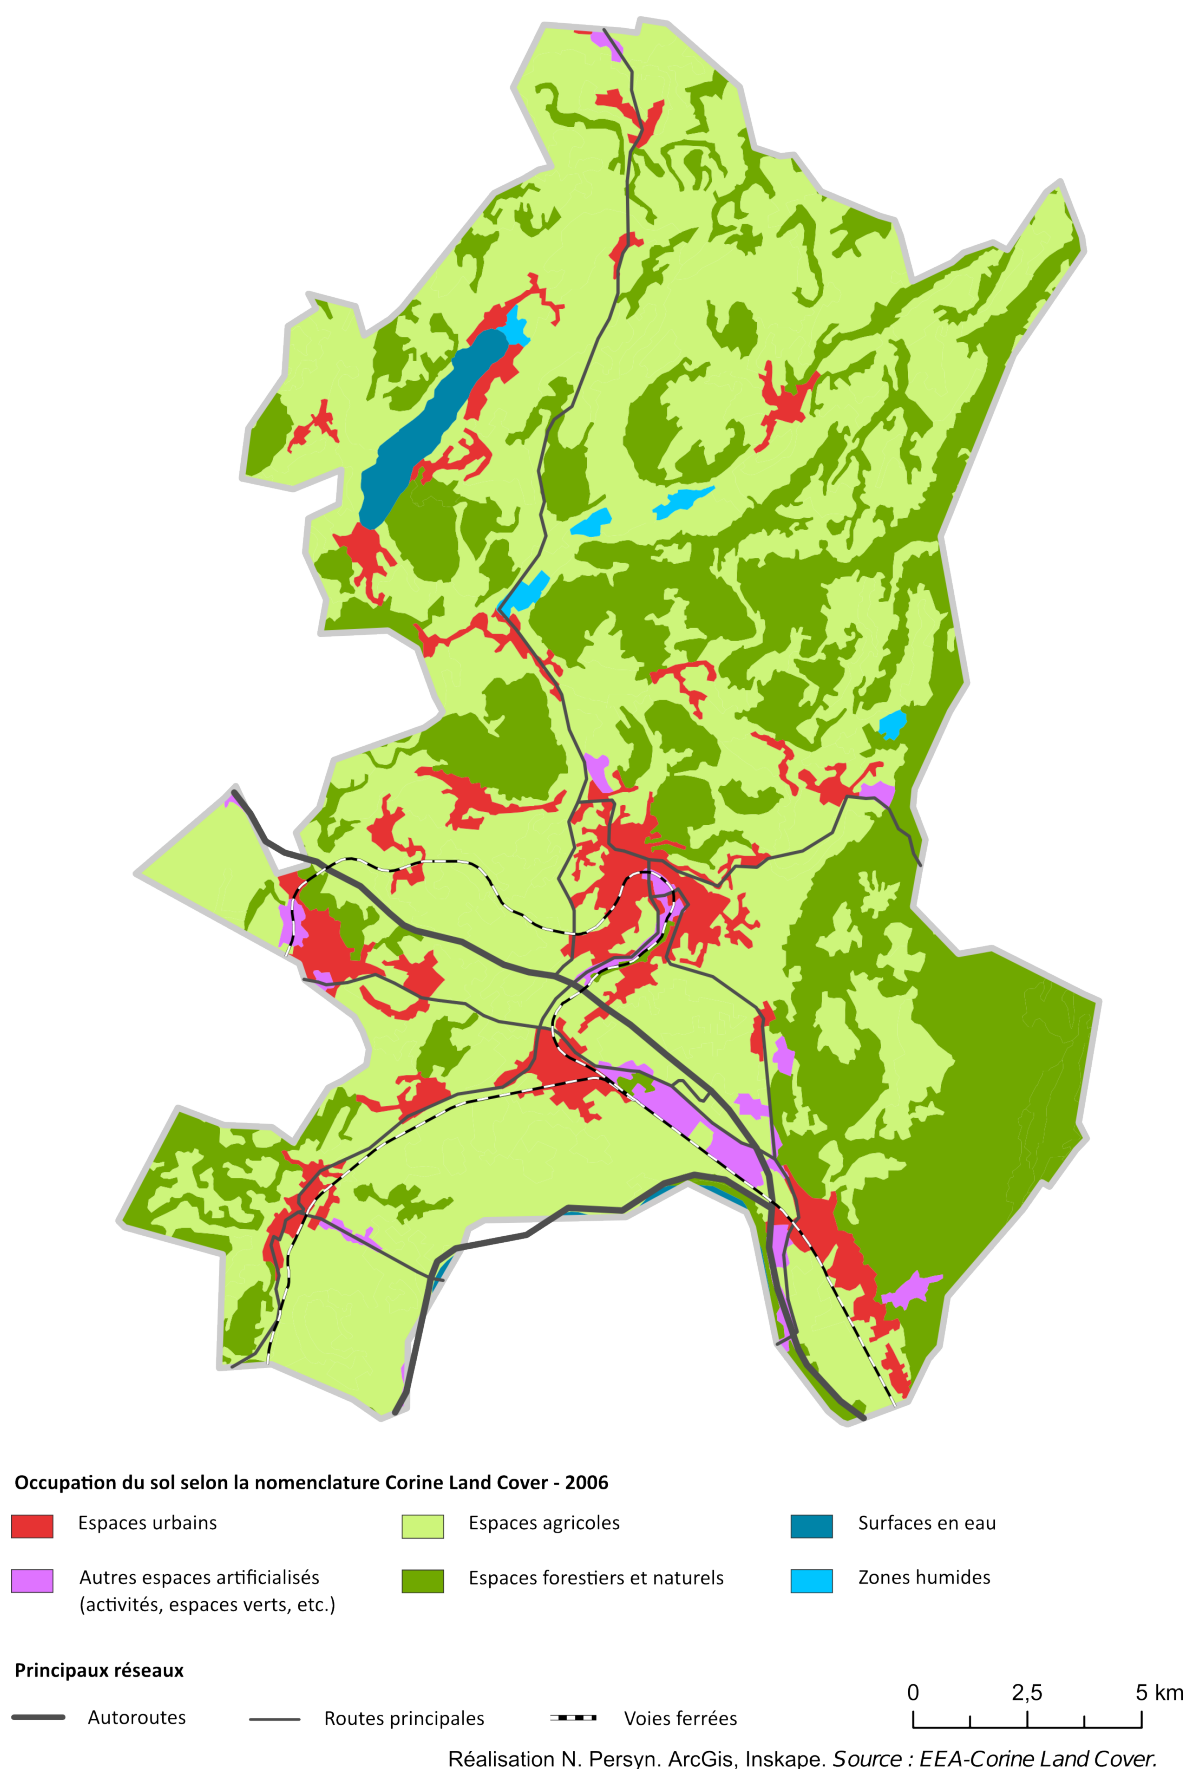 Occupation du sol selon la nomenclature Corine Land Cover - 2006
Espaces urbains
Espaces agricoles
Surfaces en eau
Autres espaces artificialisés
(activités, espaces verts, etc.)
Espaces forestiers et naturels
Zones humides
Principaux réseaux
Autoroutes
Routes principales
Voies ferrées
0 2,5 5 km
Réalisation N. Persyn. ArcGis, Inskape. Source : EEA-Corine Land Cover.